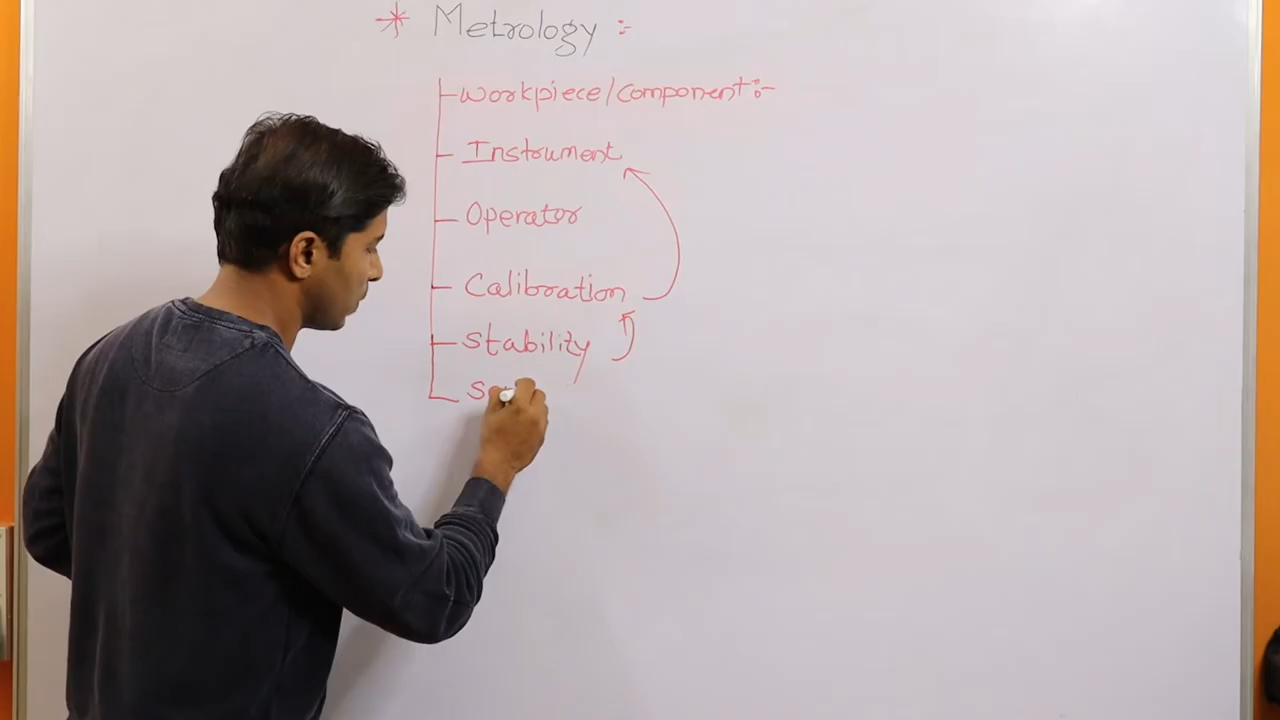 * Metrology :-
Workpiece/Component:-
Instrument
Operator
Calibration
Stability